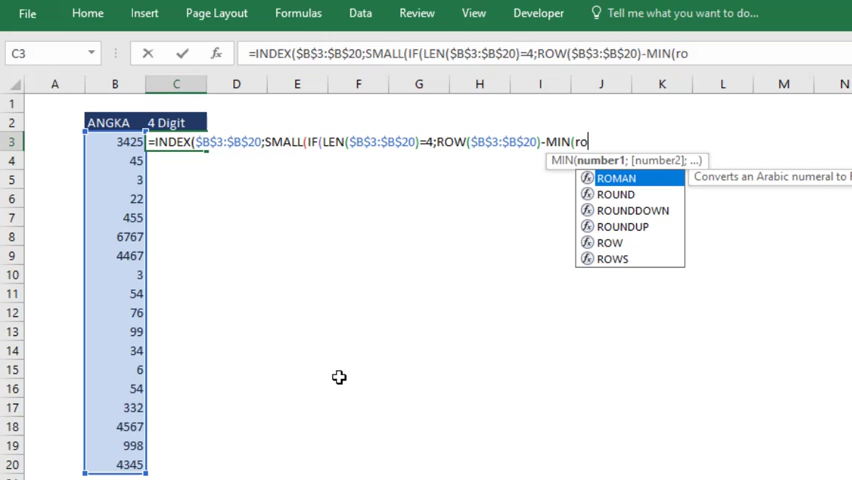 File Home Insert Page Layout Formulas Data Review View Developer Tell me what you want to do...
C3 =INDEX($B$3:$B$20;SMALL(IF(LEN($B$3:$B$20)=4;ROW($B$3:$B$20)-MIN(ro
A B C D E F G H I J K L M N
1
2 ANGKA 4 Digit
3 3425 =INDEX($B$3:$B$20;SMALL(IF(LEN($B$3:$B$20)=4;ROW($B$3:$B$20)-MIN(ro
4 45 MIN(number1; [number2]; ...)
5 3 ROMAN Converts an Arabic numeral to
6 22 ROUND
7 455 ROUNDDOWN
8 6767 ROUNDUP
9 4467 ROW
10 3 ROWS
11 54
12 76
13 99
14 34
15 6
16 54
17 332
18 4567
19 998
20 4345